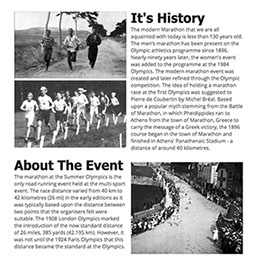 It's History
The modern Marathon that we are all
aquainted with today is less than 130 years old.
The men's marathon has been present on the
Olympic athletics programme since 1896.
Nearly ninety years later, the women's event
was added to the programme at the 1984
Olympics. The modern marathon event was
created and later refined through the Olympic
competition. The idea of holding a marathon
race at the first Olympics was suggested to
Pierre de Coubertin by Michel Bréal. Based
upon a popular myth stemming from the Battle
of Marathon, in which Pheidippides ran to
Athens from the town of Marathon, Greece to
carry the message of a Greek victory, the 1896
course began in the town of Marathon and
finished in Athens' Panathenaic Stadium - a
distance of around 40 kilometres.
About The Event
The marathon at the Summer Olympics is the
only road running event held at the multi-sport
event. The race distance varied from 40 km to
42 kilometres (26 mi) in the early editions as it
was typically based upon the distance between
two points that the organisers felt were
suitable. The 1908 London Olympics marked
the introduction of the now standard distance
of 26 miles, 385 yards (42.195 km). However, it
was not until the 1924 Paris Olympics that this
distance became the standard at the Olympics.